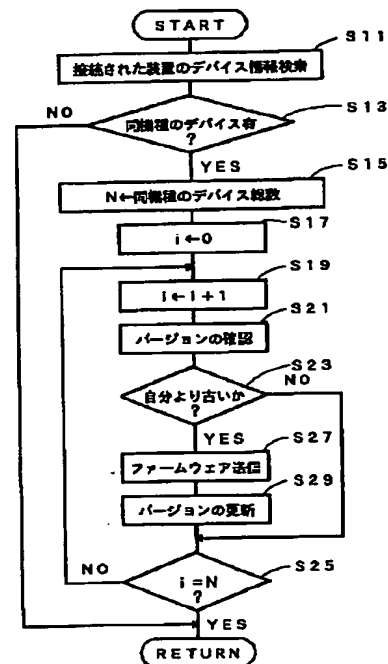 START
S11
接続された装置のデバイス情報検索
S13
NO
同機種のデバイス有
?
YES
S15
N←同機種のデバイス総数
S17
i←0
S19
i←i+1
S21
バージョンの確認
S23
NO
自分より古いか
?
YES
S27
ファームウェア送信
S29
バージョンの更新
NO
S25
i=N
?
YES
RETURN